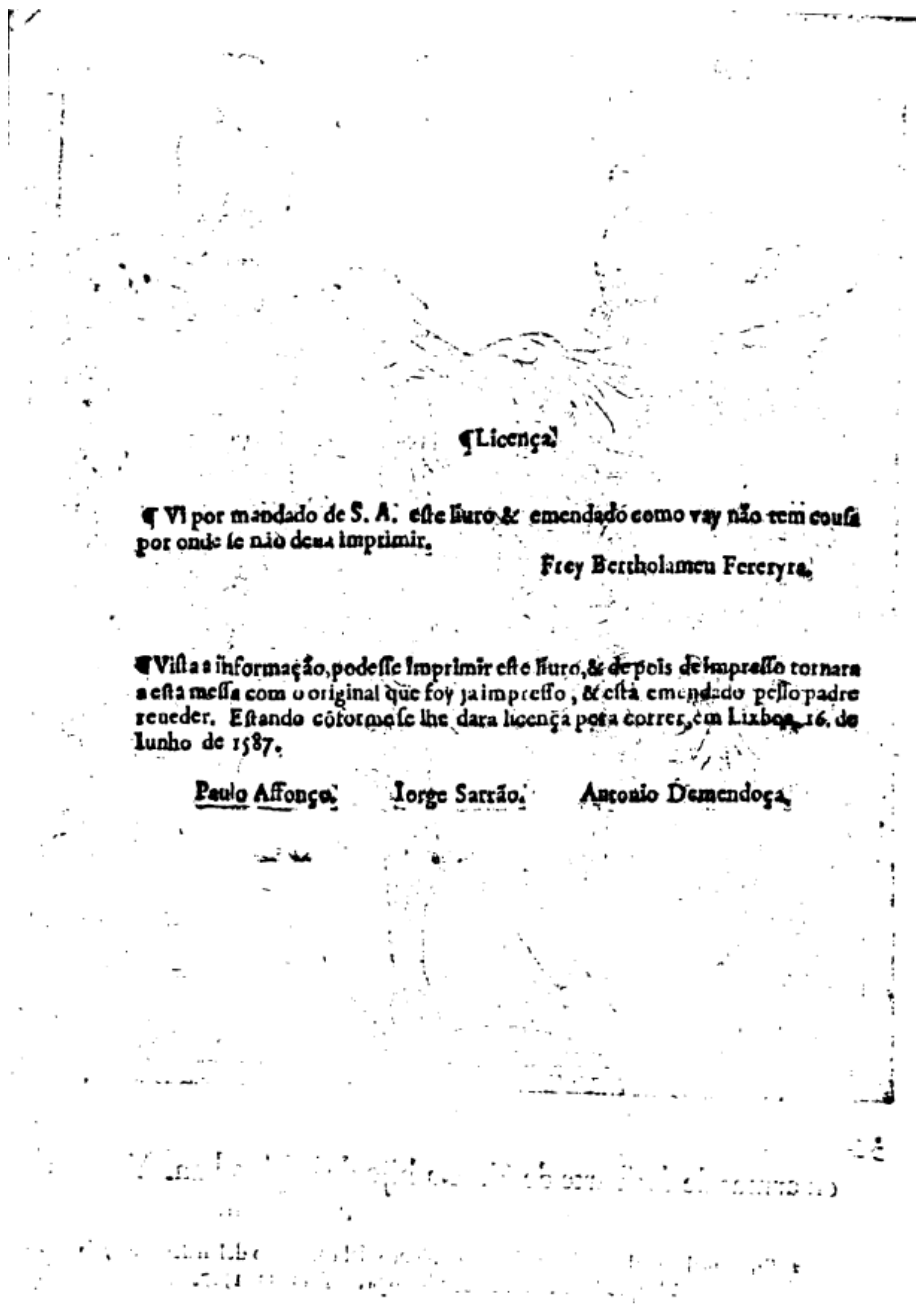 ¶Licença.
¶ Vi por mandado de S. A. este liuro & emendado como vay não tem cousa
por onde se não deua imprimir.
Frey Bertholameu Fereryra.
¶Vista a informação, podesse imprimir este liuro, & depois de impresso tornara
a esta messa com o original que foy ja impresso, & està emendado pesso padre
reueder. Estando cõforme se lhe dara licença pera correr, em Lixboa, 16. de
Iunho de 1587.
Paulo Affonço. Iorge Sarrão. Antonio Demendoça.